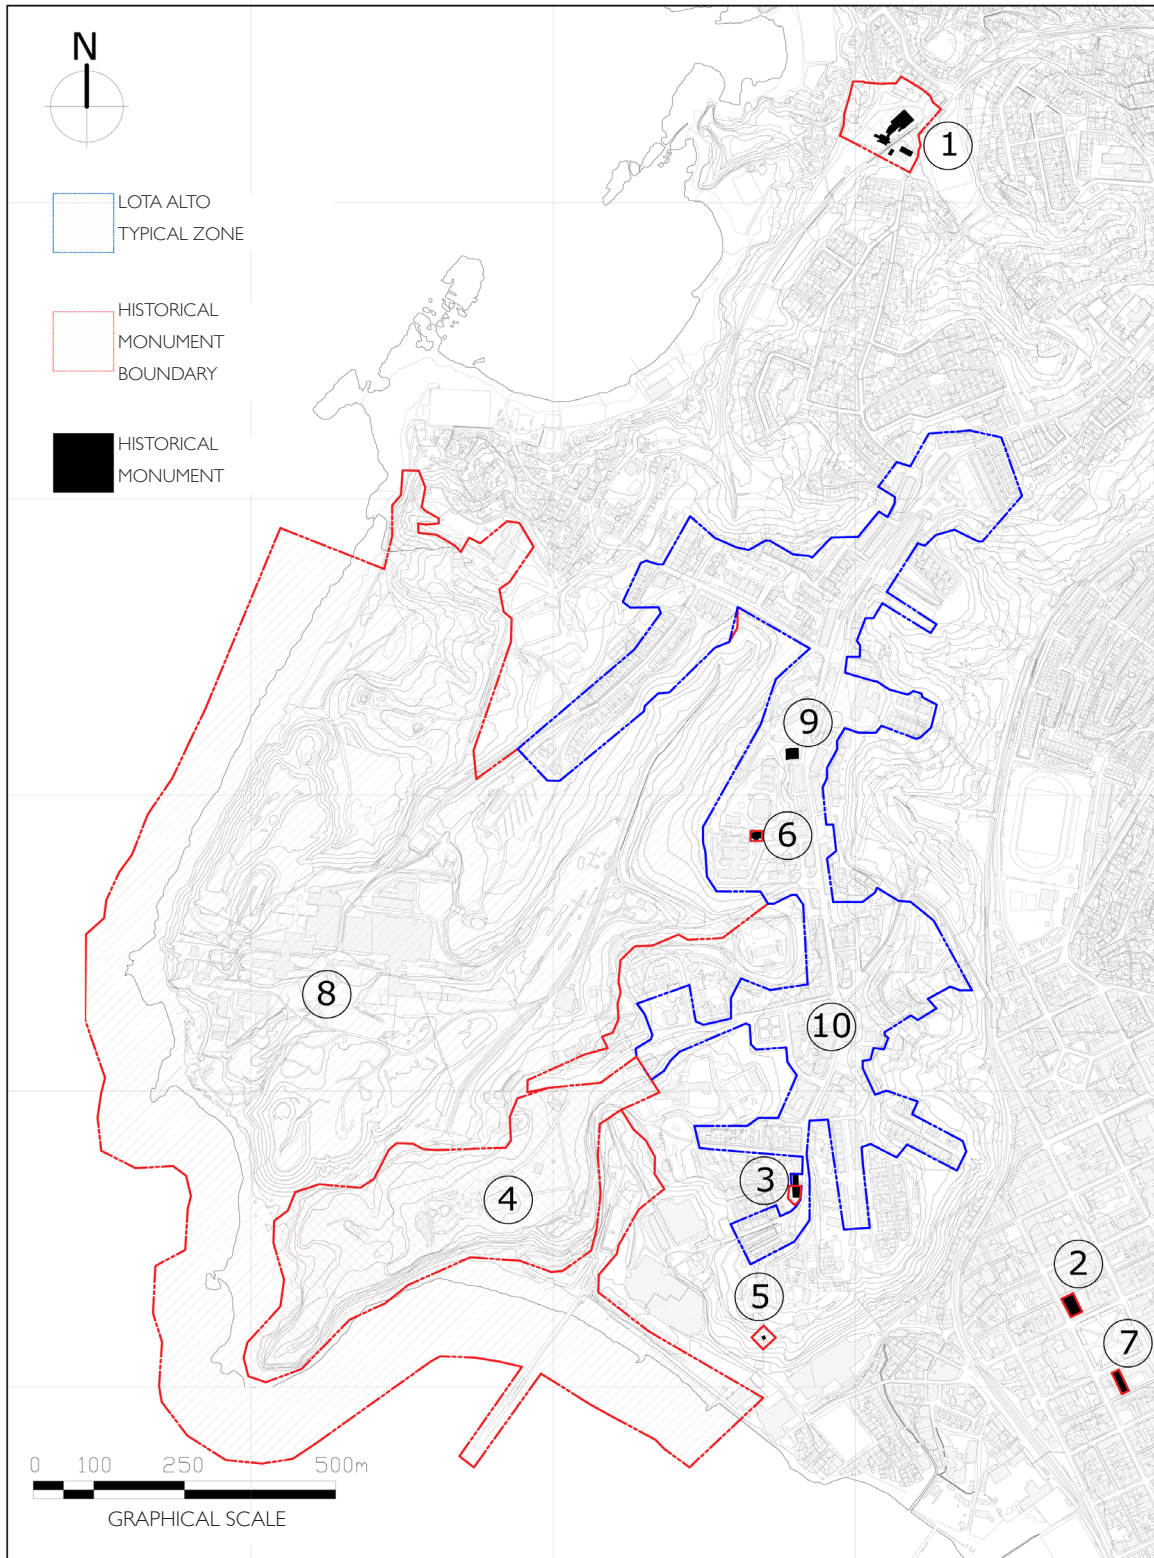 N
LOTA ALTO
TYPICAL ZONE
HISTORICAL
MONUMENT
BOUNDARY
HISTORICAL
MONUMENT
1
9
6
8
10
3
4
2
5
7
0 100 250 500m
GRAPHICAL SCALE